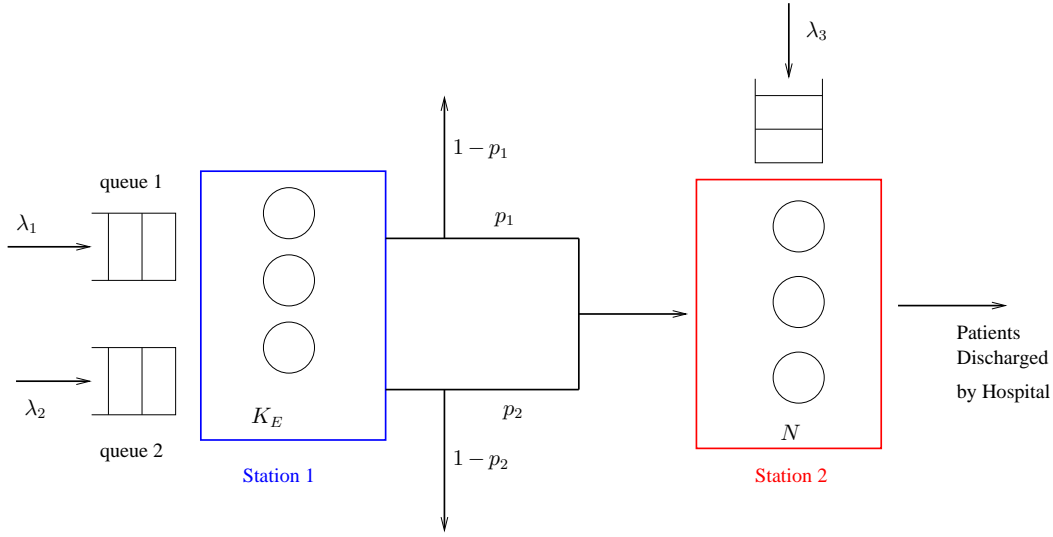 λ₃
1 − p₁
queue 1
λ₁
p₁
λ₂
K_E
p₂
N
queue 2
1 − p₂
Station 1
Station 2
Patients
Discharged
by Hospital